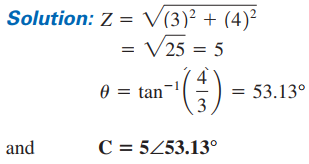 Solution: Z = √(3)² + (4)²
= √25 = 5
θ = tan⁻¹(4/3) = 53.13°
and C = 5∠53.13°